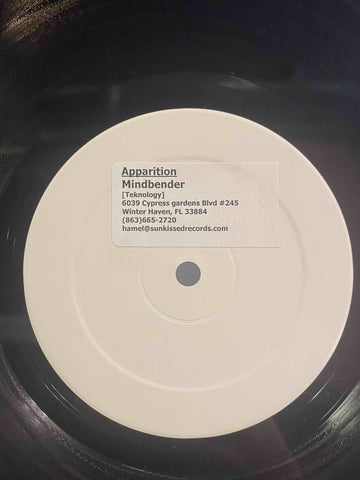 Apparition
Mindbender
[Teknology]
6039 Cypress gardens Blvd #245
Winter Haven, FL 33884
(863)665-2720
hamel@sunkissedrecords.com